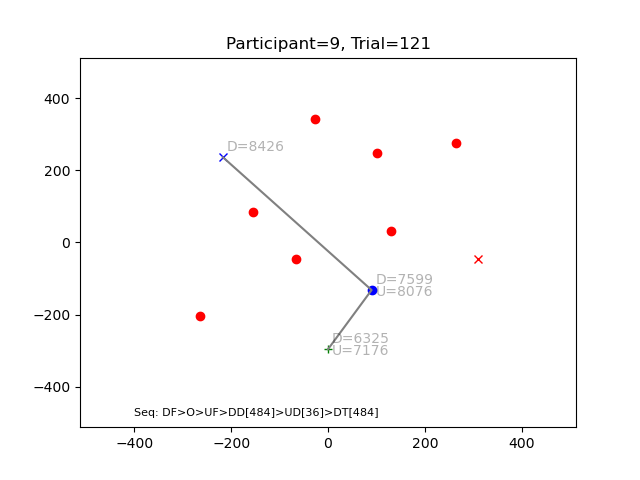 Participant=9, Trial=121
400
200
0
−200
−400
D=8426
D=7599
U=8076
D=6325
U=7176
Seq: DF>O>UF>DD[484]>UD[36]>DT[484]
−400 −200 0 200 400